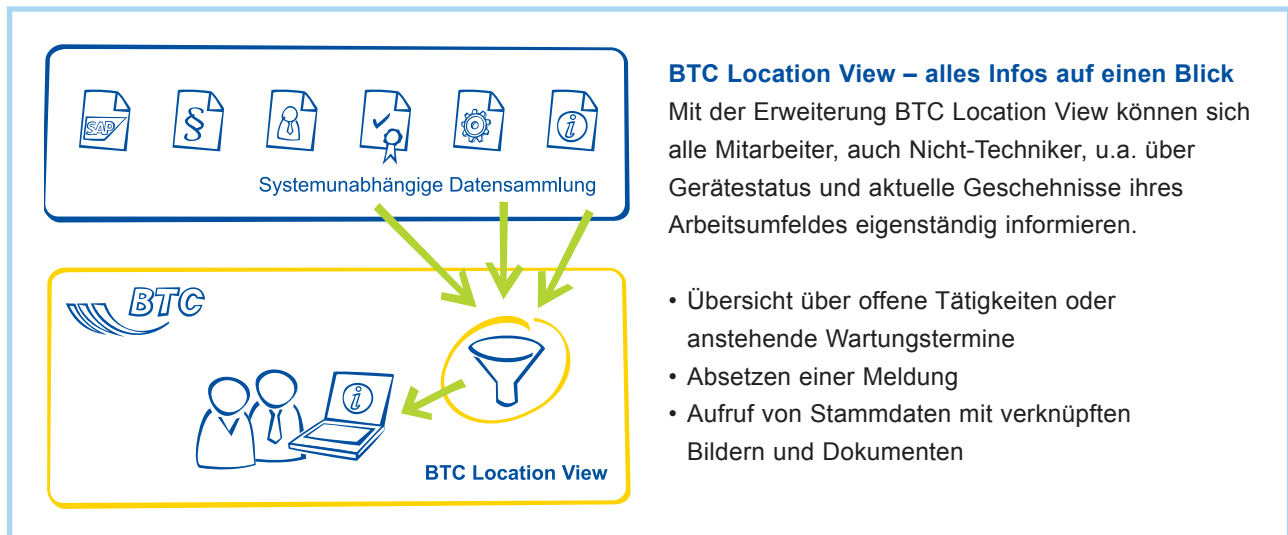 SAP
§
i
Systemunabhängige Datensammlung
BTC
i
BTC Location View
BTC Location View – alles Infos auf einen Blick
Mit der Erweiterung BTC Location View können sich
alle Mitarbeiter, auch Nicht-Techniker, u.a. über
Gerätestatus und aktuelle Geschehnisse ihres
Arbeitsumfeldes eigenständig informieren.
• Übersicht über offene Tätigkeiten oder
anstehende Wartungstermine
• Absetzen einer Meldung
• Aufruf von Stammdaten mit verknüpften
Bildern und Dokumenten